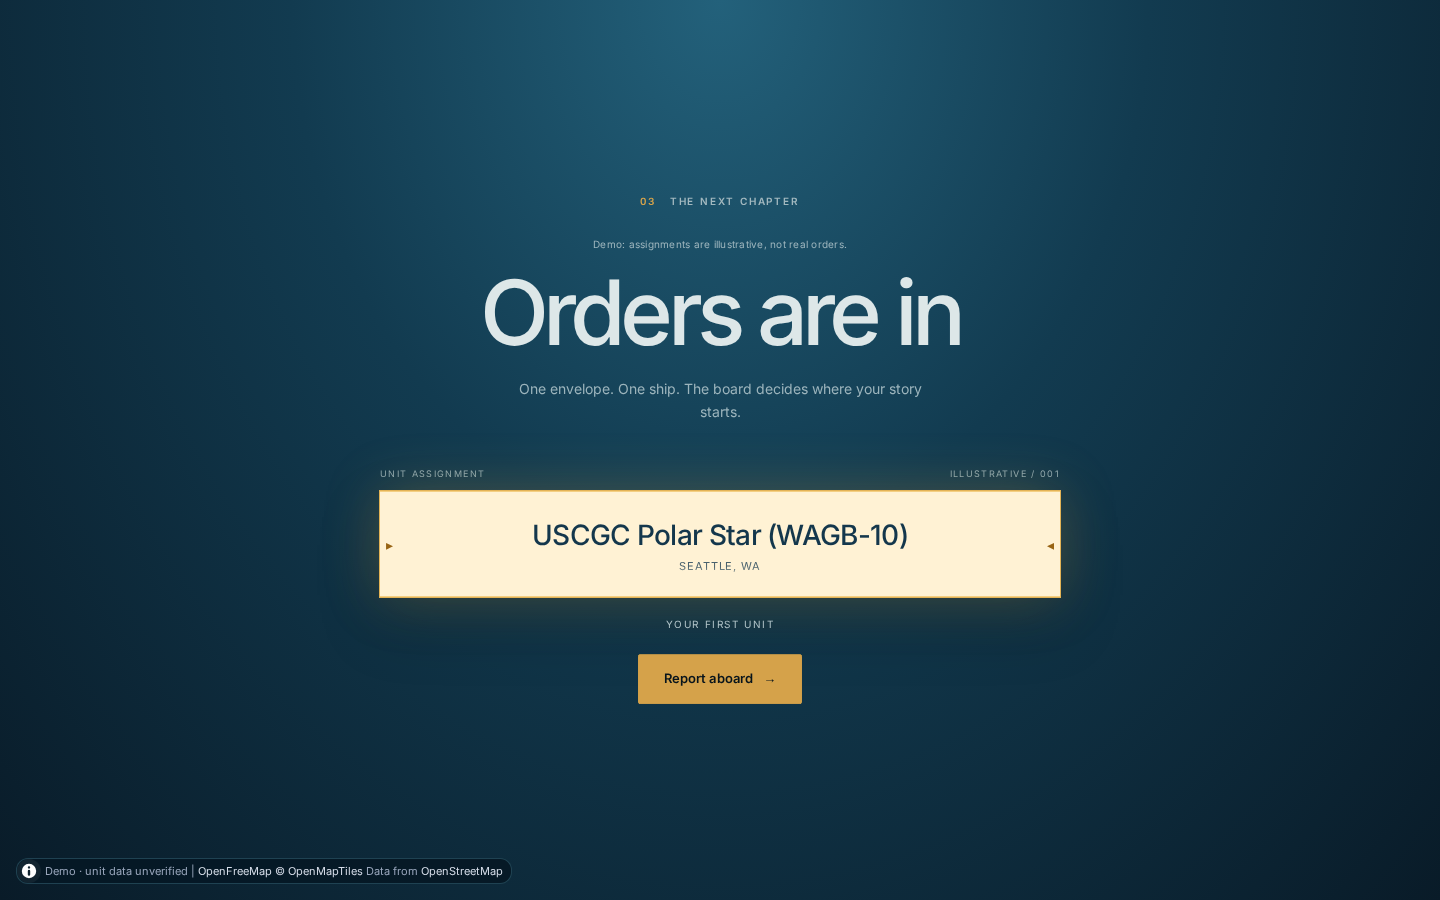 03 THE NEXT CHAPTER
Demo: assignments are illustrative, not real orders.
Orders are in
One envelope. One ship. The board decides where your story
starts.
UNIT ASSIGNMENT
ILLUSTRATIVE / 001
USCGC Polar Star (WAGB-10)
SEATTLE, WA
YOUR FIRST UNIT
Report aboard →
Demo · unit data unverified | OpenFreeMap © OpenMapTiles Data from OpenStreetMap